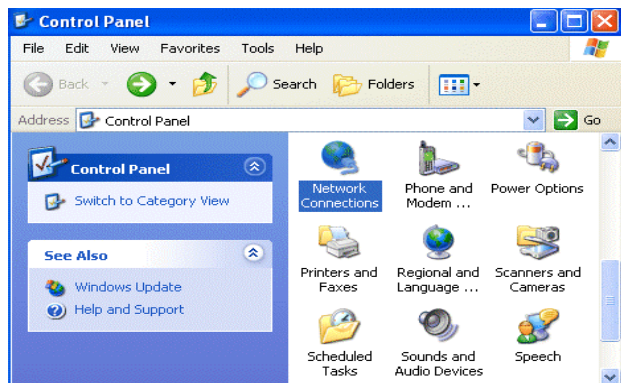 Control Panel
File Edit View Favorites Tools Help
Back Search Folders
Address Control Panel Go
Control Panel
Switch to Category View
See Also
Windows Update
Help and Support
Network Connections
Phone and Modem ...
Power Options
Printers and Faxes
Regional and Language ...
Scanners and Cameras
Scheduled Tasks
Sounds and Audio Devices
Speech